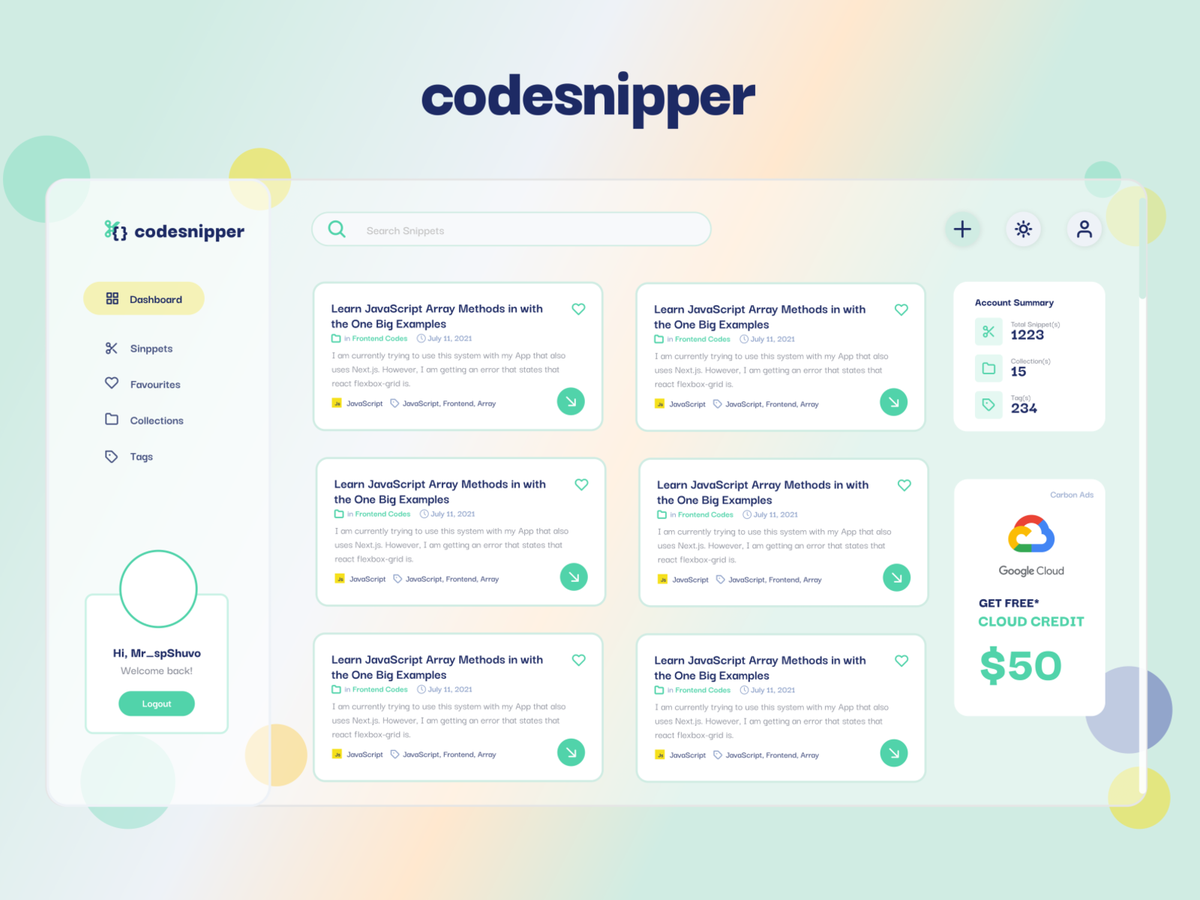 codesnipper
{} codesnipper
Search Snippets
Dashboard
Sinppets
Favourites
Collections
Tags
Hi, Mr_spShuvo
Welcome back!
Logout
Learn JavaScript Array Methods in with
the One Big Examples
in Frontend Codes July 11, 2021
I am currently trying to use this system with my App that also
uses Next.js. However, I am getting an error that states that
react flexbox-grid is.
JS JavaScript JavaScript, Frontend, Array
Learn JavaScript Array Methods in with
the One Big Examples
in Frontend Codes July 11, 2021
I am currently trying to use this system with my App that also
uses Next.js. However, I am getting an error that states that
react flexbox-grid is.
JS JavaScript JavaScript, Frontend, Array
Learn JavaScript Array Methods in with
the One Big Examples
in Frontend Codes July 11, 2021
I am currently trying to use this system with my App that also
uses Next.js. However, I am getting an error that states that
react flexbox-grid is.
JS JavaScript JavaScript, Frontend, Array
Learn JavaScript Array Methods in with
the One Big Examples
in Frontend Codes July 11, 2021
I am currently trying to use this system with my App that also
uses Next.js. However, I am getting an error that states that
react flexbox-grid is.
JS JavaScript JavaScript, Frontend, Array
Learn JavaScript Array Methods in with
the One Big Examples
in Frontend Codes July 11, 2021
I am currently trying to use this system with my App that also
uses Next.js. However, I am getting an error that states that
react flexbox-grid is.
JS JavaScript JavaScript, Frontend, Array
Learn JavaScript Array Methods in with
the One Big Examples
in Frontend Codes July 11, 2021
I am currently trying to use this system with my App that also
uses Next.js. However, I am getting an error that states that
react flexbox-grid is.
JS JavaScript JavaScript, Frontend, Array
Account Summary
Total Snippet(s)
1223
Collection(s)
15
Tag(s)
234
Carbon Ads
Google Cloud
GET FREE*
CLOUD CREDIT
$50